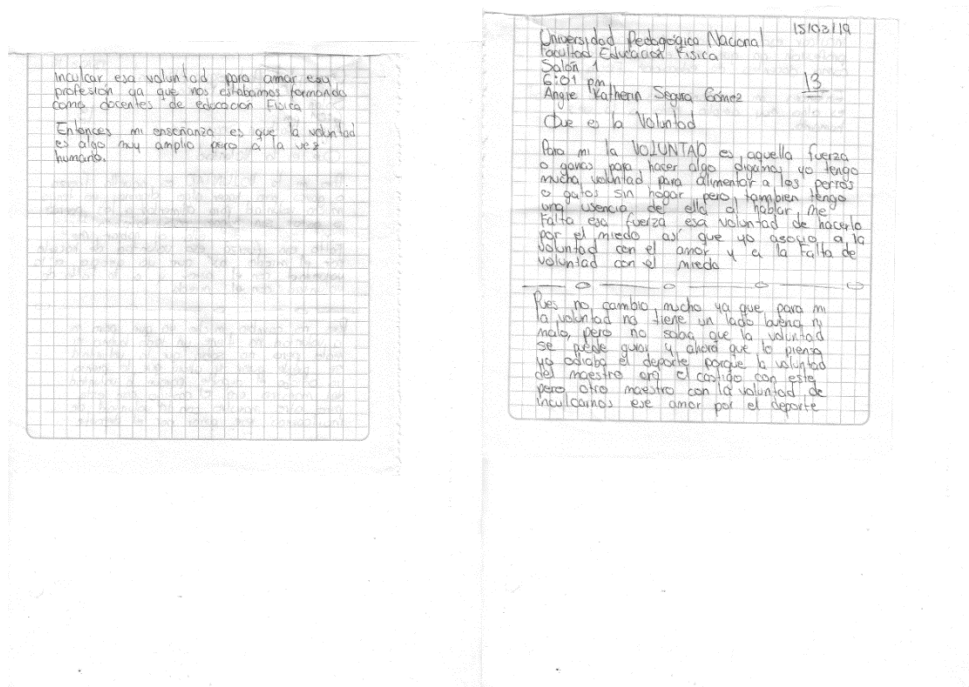 Inculcar esa voluntad para amar esa
profesión ya que nos estabamos formando
como docentes de educacion Fisica
Entonces mi enseñanza es que la voluntad
es algo muy amplio pero a la vez
humano.
15/03/19
Universidad Pedagógica Nacional
Facultad Educación Fisica
Salón 1
6:01 pm
13
Angie Katherin Segura Gómez
Que es la Voluntad
Para mi la VOLUNTAD es aquella fuerza
o ganas para hacer algo digamos yo tengo
mucha voluntad para alimentar a los perros
o gatos sin hogar pero tambien tengo
una usencia de ella al hablar me
Falta esa fuerza esa voluntad de hacerlo
por el miedo así que yo asocio a la
voluntad con el amor y a la Falta de
voluntad con el miedo
Pues no cambio mucho ya que para mi
la voluntad no tiene un lado bueno ni
malo, pero no sabia que la voluntad
se puede guiar y ahora que lo pienso
yo odiaba el deporte porque la voluntad
del maestro era el castigo con este,
pero otro maestro con la voluntad de
inculcarnos ese amor por el deporte